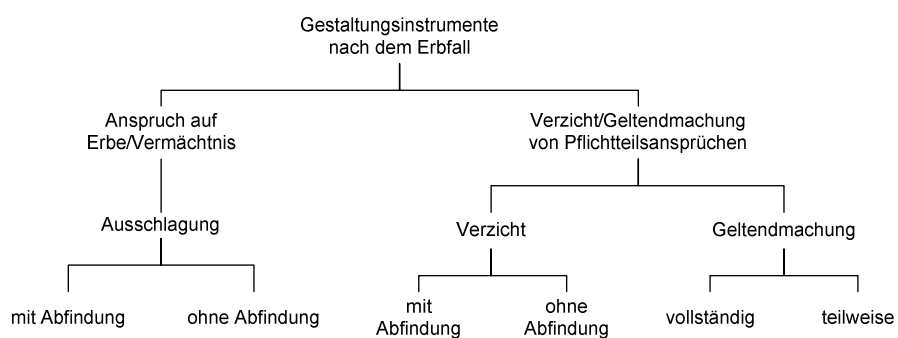 Gestaltungsinstrumente
nach dem Erbfall
Anspruch auf
Erbe/Vermächtnis
Verzicht/Geltendmachung
von Pflichtteilsansprüchen
Ausschlagung
Verzicht
Geltendmachung
mit Abfindung
ohne Abfindung
mit
Abfindung
ohne
Abfindung
vollständig
teilweise